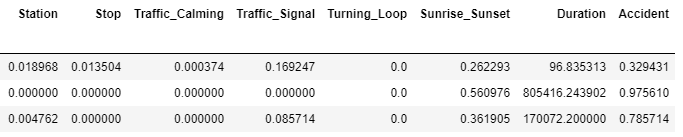 Station Stop Traffic_Calming Traffic_Signal Turning_Loop Sunrise_Sunset Duration Accident
0.018968 0.013504 0.000374 0.169247 0.0 0.262293 96.835313 0.329431
0.000000 0.000000 0.000000 0.000000 0.0 0.560976 805416.243902 0.975610
0.004762 0.000000 0.000000 0.085714 0.0 0.361905 170072.200000 0.785714